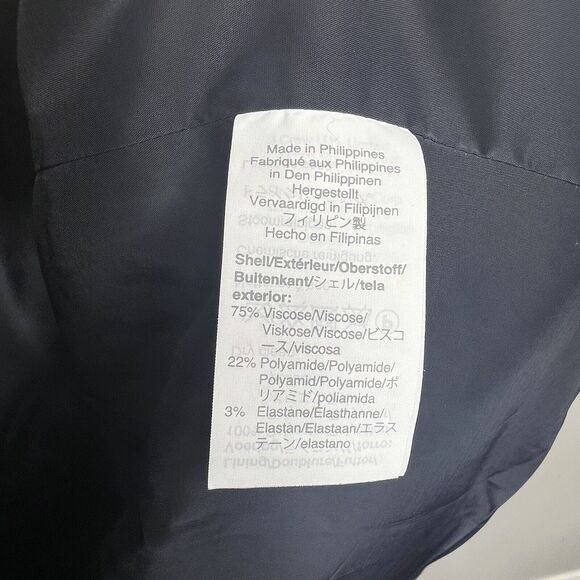 Made in Philippines
Fabriqué aux Philippines
in Den Philippinen
Hergestellt
Vervaardigd in Filipijnen
フィリピン製
Hecho en Filipinas
Shell/Extérieur/Oberstoff/
Buitenkant/シェル/tela
exterior:
75% Viscose/Viscose/
Viskose/Viscose/ビスコ
ース/viscosa
22% Polyamide/Polyamide/
Polyamid/Polyamide/ポ
リアミド/poliamida
3% Elastane/Elasthanne/
Elastan/Elastaan/エラス
テーン/elastano